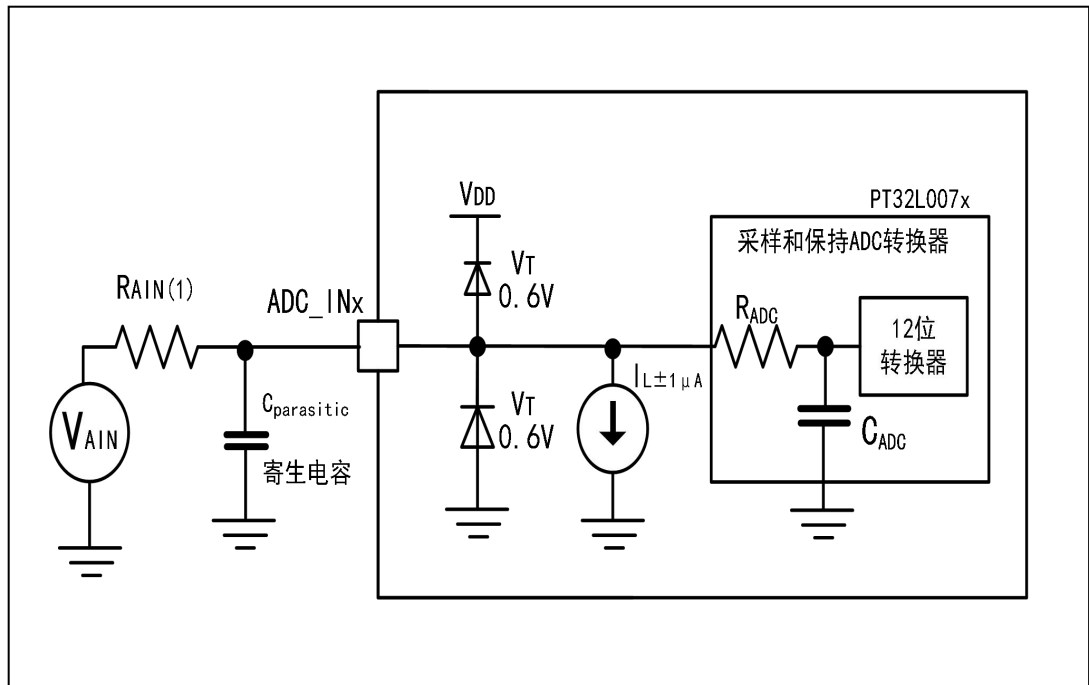 PT32L007x
采样和保持ADC转换器
VDD
VT
0.6V
RAIN(1)
ADC_INx
RADC
12位
转换器
IL±1μA
Cparasitic
寄生电容
VAIN
VT
0.6V
CADC